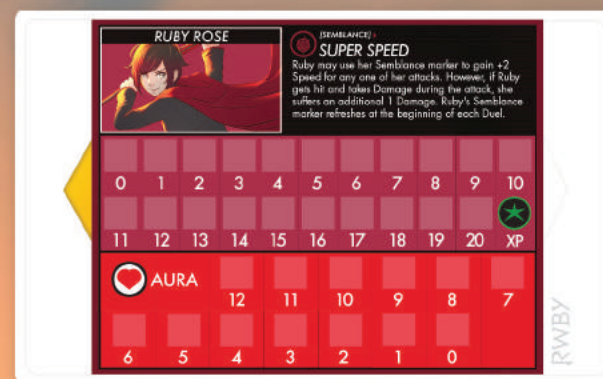 RUBY ROSE
[SEMBLANCE]
SUPER SPEED
Ruby may use her Semblance marker to gain +2
Speed for any one of her attacks. However, if Ruby
gets hit and takes Damage during the attack, she
suffers an additional 1 Damage. Ruby's Semblance
marker refreshes at the beginning of each Duel.
0 1 2 3 4 5 6 7 8 9 10
11 12 13 14 15 16 17 18 19 20 XP
AURA 12 11 10 9 8 7
6 5 4 3 2 1 0
RWBY